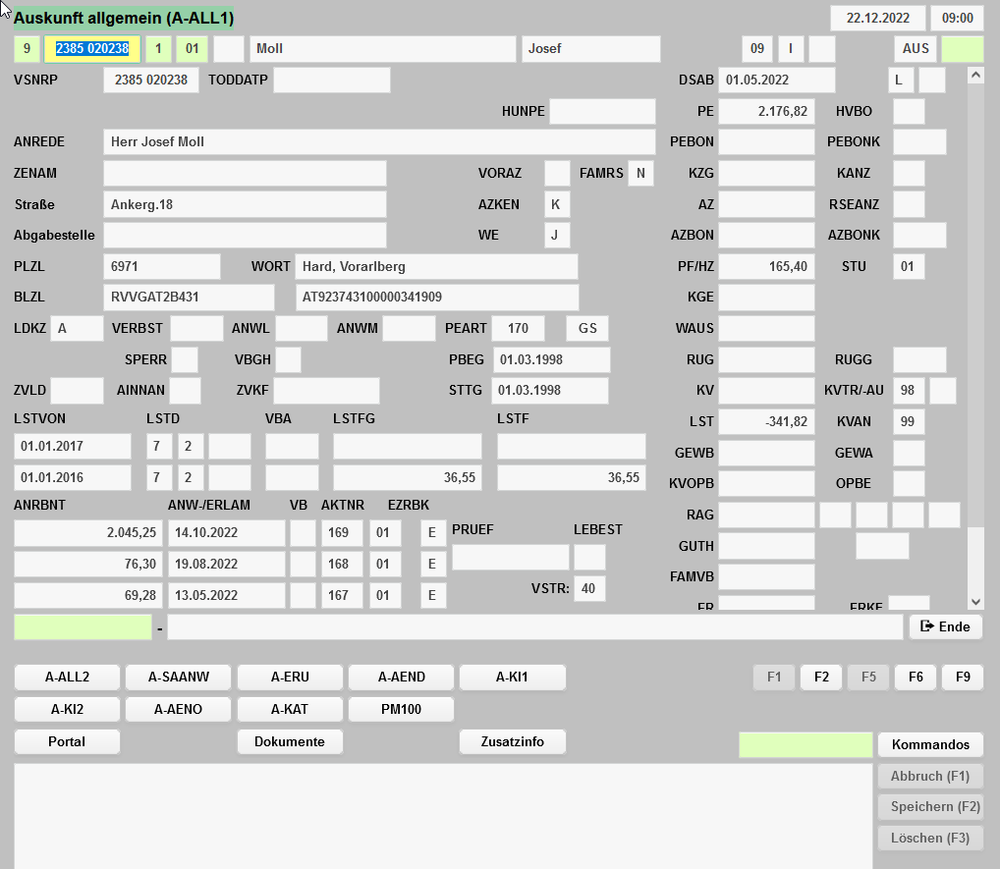 Auskunft allgemein (A-ALL1) 22.12.2022 09:00
9 2385 020238 1 01 Moll Josef 09 I AUS
VSNRP 2385 020238 TODDATP DSAB 01.05.2022 L
HUNPE PE 2.176,82 HVBO
ANREDE Herr Josef Moll PEBON PEBONK
ZENAM VORAZ FAMRS N KZG KANZ
Straße Ankerg.18 AZKEN K AZ RSEANZ
Abgabestelle WE J AZBON AZBONK
PLZL 6971 WORT Hard, Vorarlberg PF/HZ 165,40 STU 01
BLZL RVVGAT2B431 AT923743100000341909 KGE
LDKZ A VERBST ANWL ANWM PEART 170 GS WAUS
SPERR VBGH PBEG 01.03.1998 RUG RUGG
ZVLD AINNAN ZVKF STTG 01.03.1998 KV KVTR/-AU 98
LSTVON LSTD VBA LSTFG LSTF LST -341,82 KVAN 99
01.01.2017 7 2 GEWB GEWA
01.01.2016 7 2 36,55 36,55 KVOPB OPBE
ANRBNT ANW-/ERLAM VB AKTNR EZRBK RAG
2.045,25 14.10.2022 169 01 E PRUEF LEBEST GUTH
76,30 19.08.2022 168 01 E FAMVB
69,28 13.05.2022 167 01 E VSTR: 40 ER ERKE
- Ende
A-ALL2 A-SAANW A-ERU A-AEND A-KI1 F1 F2 F5 F6 F9
A-KI2 A-AENO A-KAT PM100
Portal Dokumente Zusatzinfo Kommandos
Abbruch (F1)
Speichern (F2)
Löschen (F3)